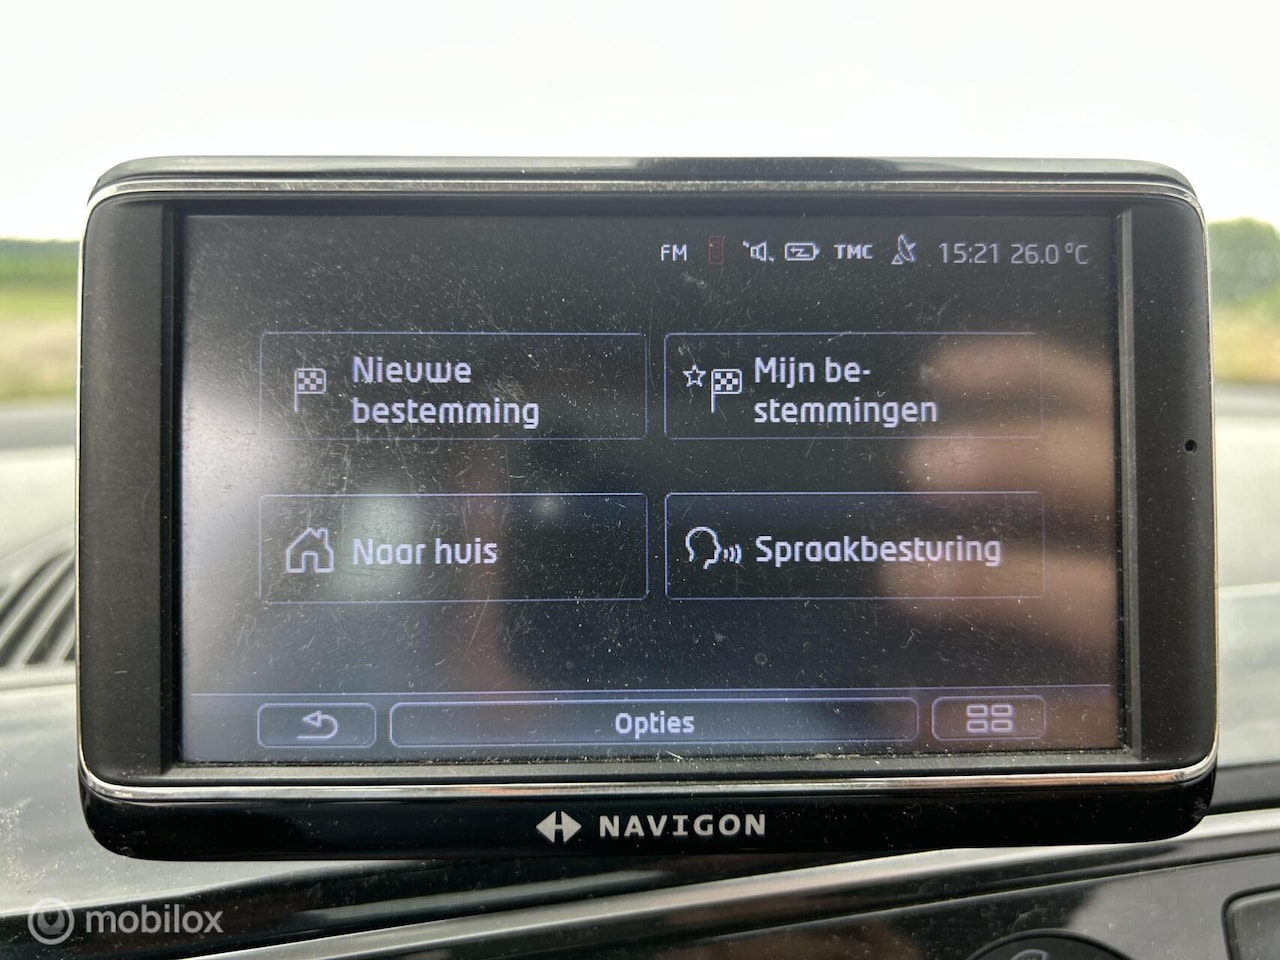 FM TMC 15:21 26.0 °C
Nieuwe
bestemming
Mijn be-
stemmingen
Naar huis
Spraakbesturing
Opties
NAVIGON
mobilox